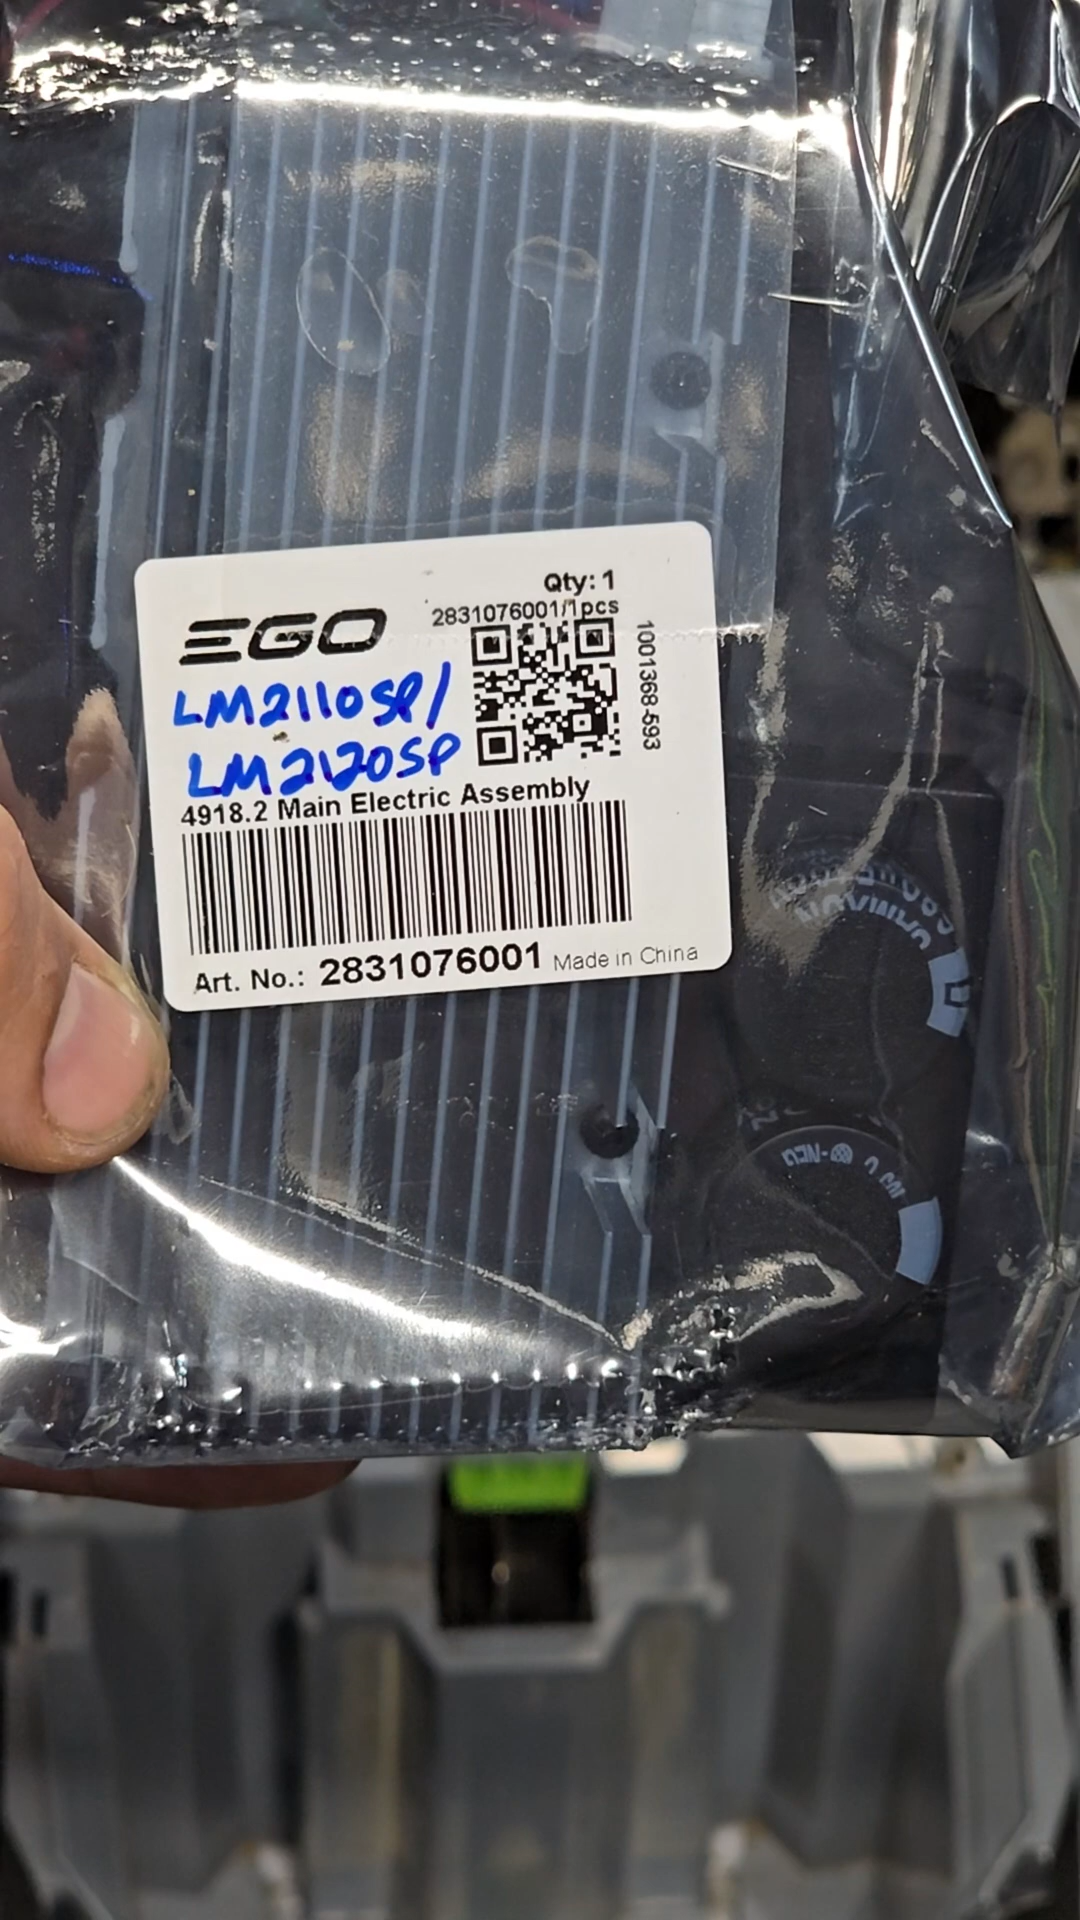 Qty: 1
2831076001/1pcs
EGO
1001368-593
LM2110SP/
LM2120SP
4918.2 Main Electric Assembly
Art. No.: 2831076001 Made in China